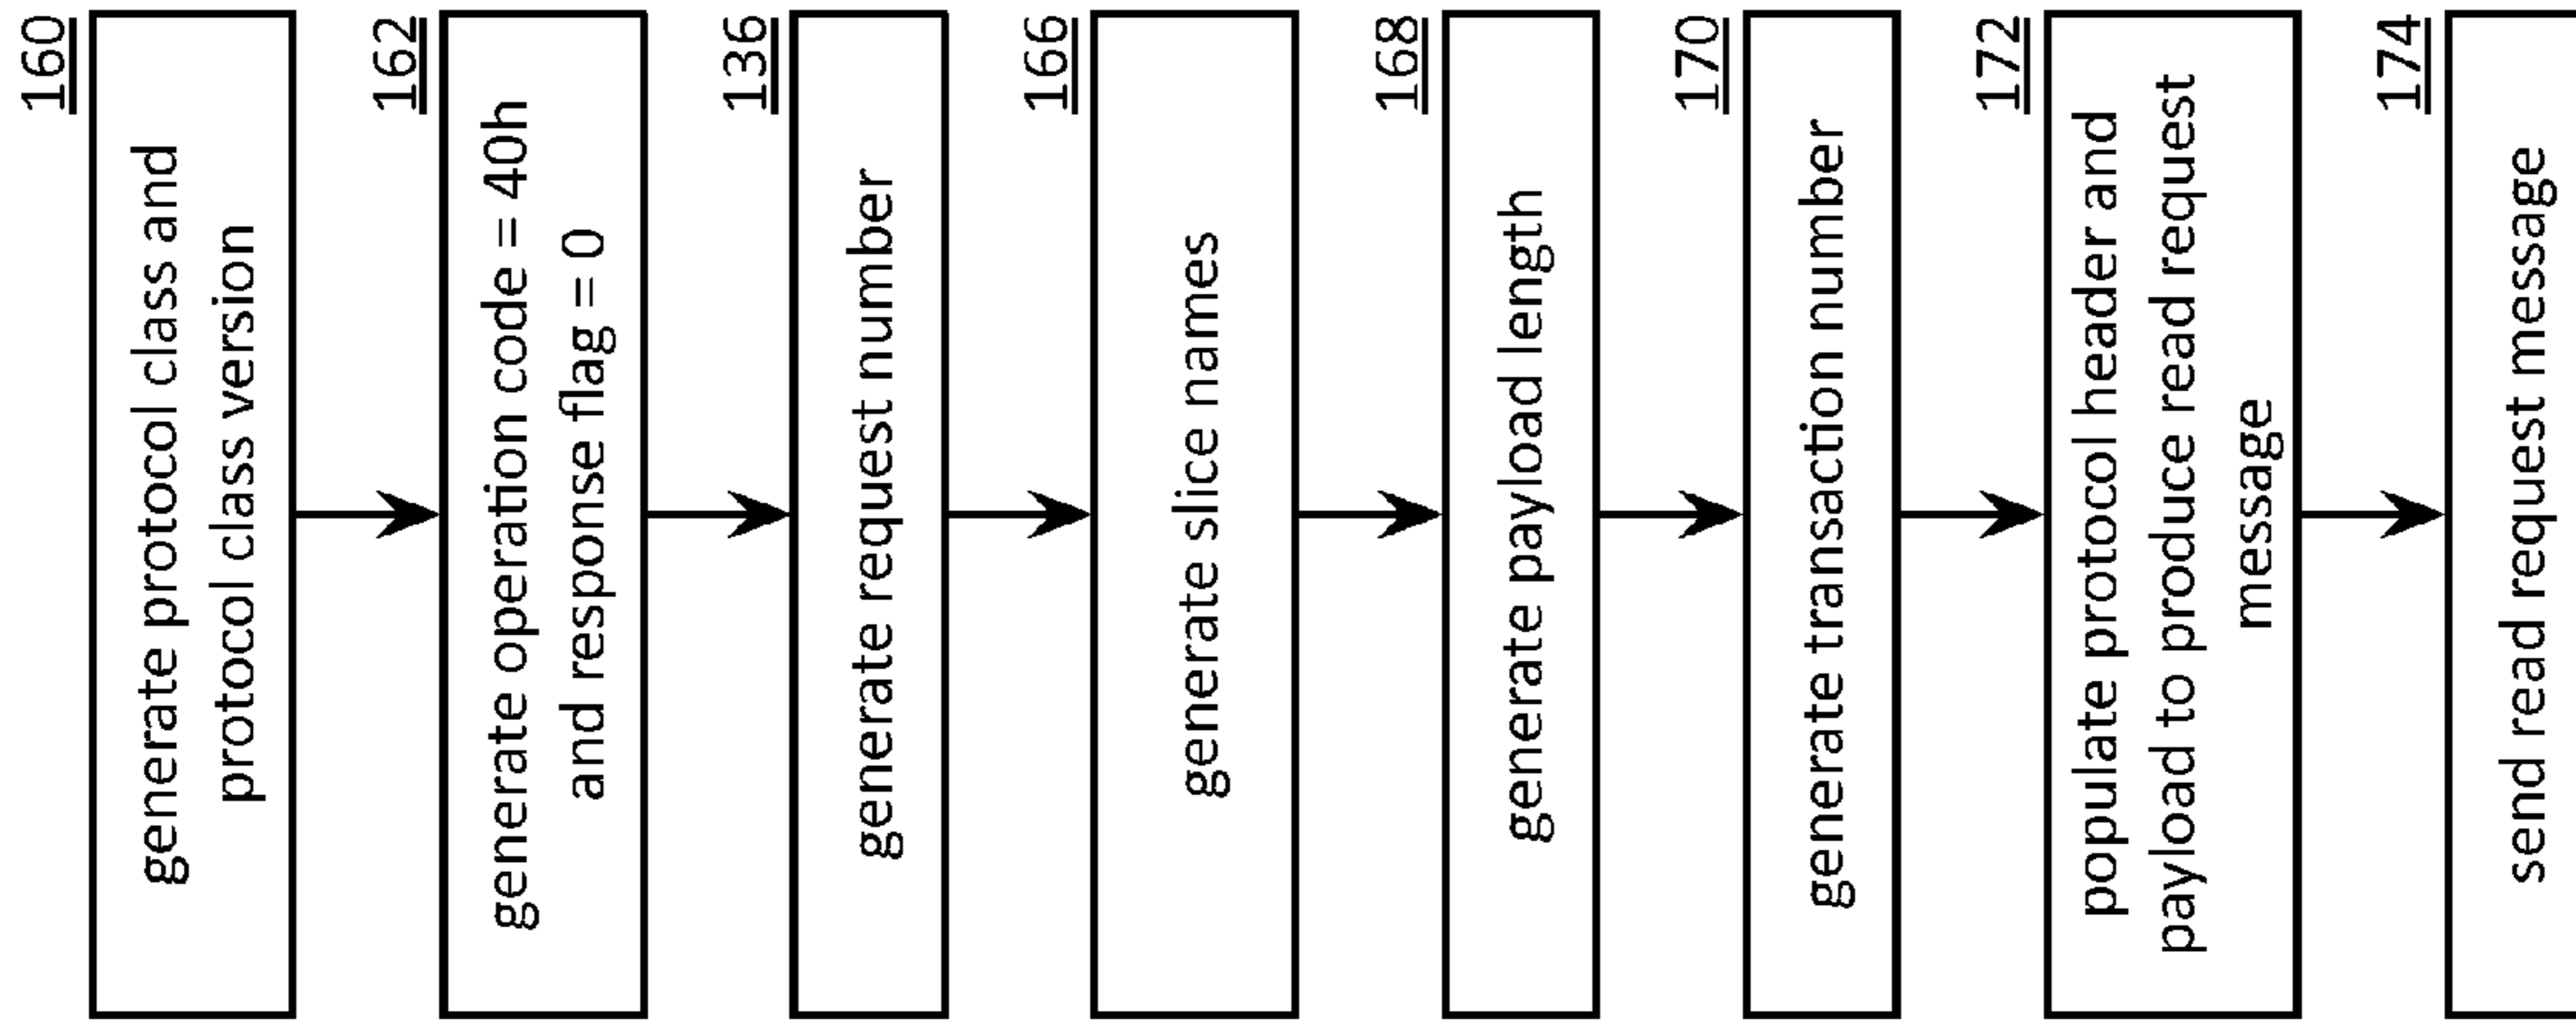 160
generate protocol class and
protocol class version
162
generate operation code = 40h
and response flag = 0
136
generate request number
166
generate slice names
168
generate payload length
170
generate transaction number
172
populate protocol header and
payload to produce read request
message
174
send read request message